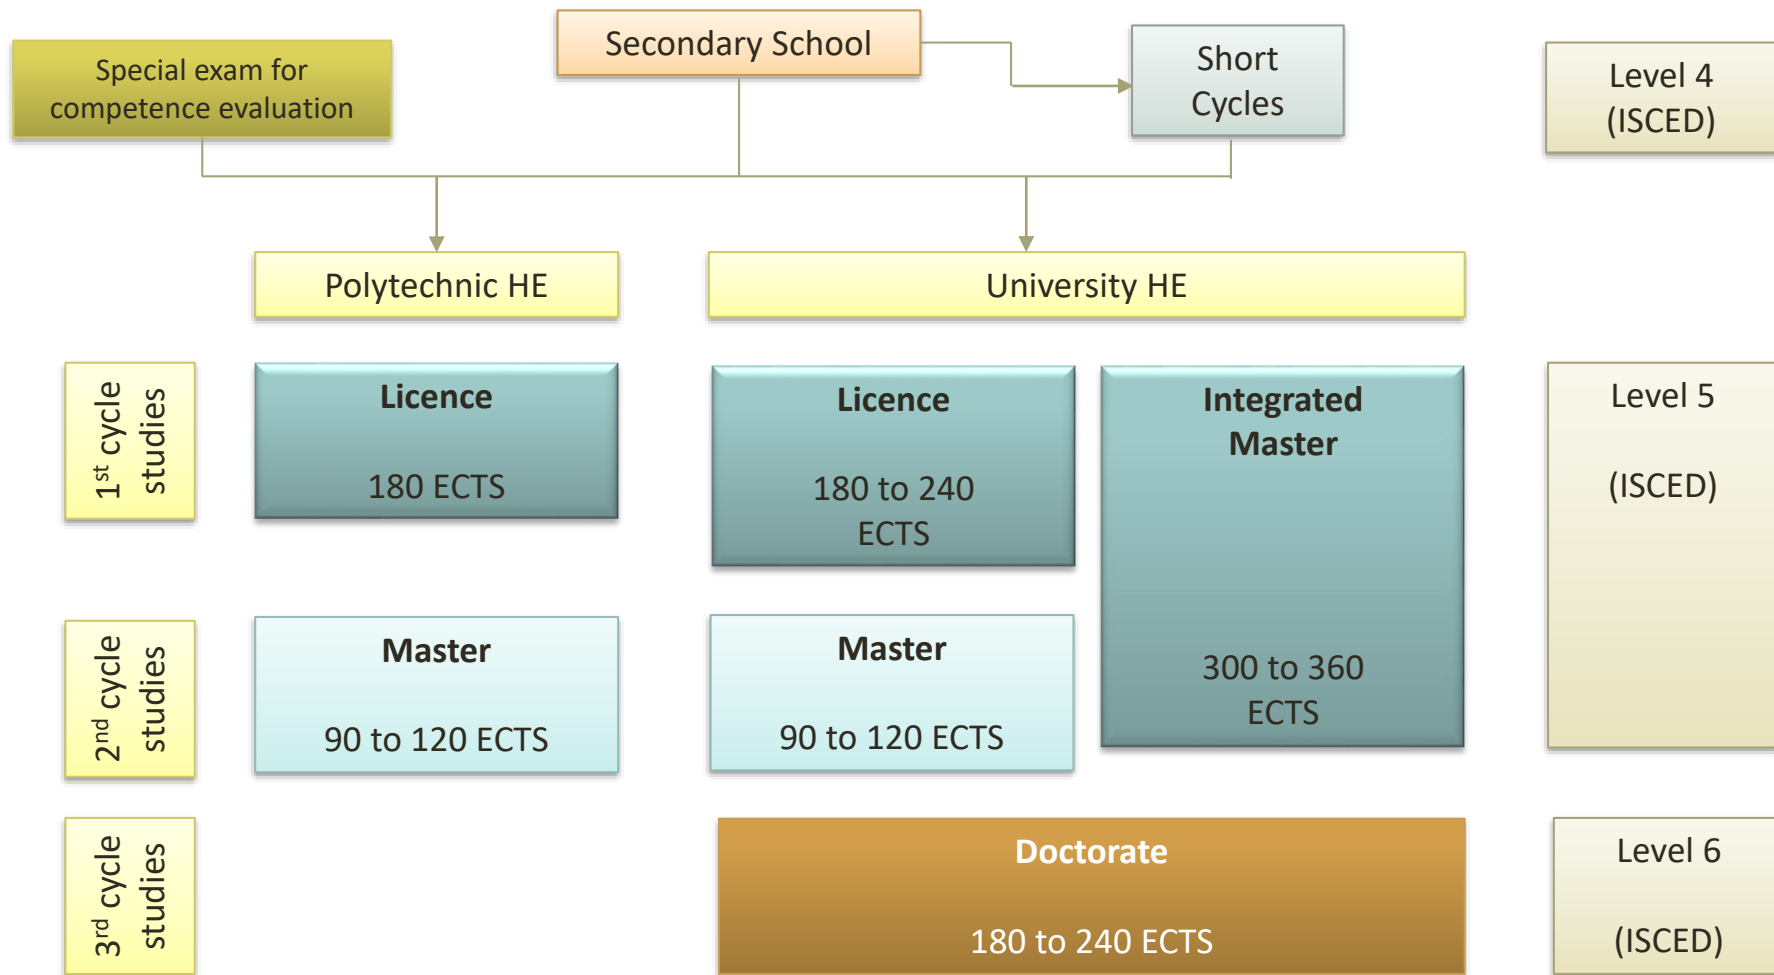 Special exam for
competence evaluation
Secondary School
Short
Cycles
Level 4
(ISCED)
Polytechnic HE
University HE
1st cycle
studies
Licence
180 ECTS
Licence
180 to 240
ECTS
Integrated
Master
300 to 360
ECTS
Level 5
(ISCED)
2nd cycle
studies
Master
90 to 120 ECTS
Master
90 to 120 ECTS
3rd cycle
studies
Doctorate
180 to 240 ECTS
Level 6
(ISCED)